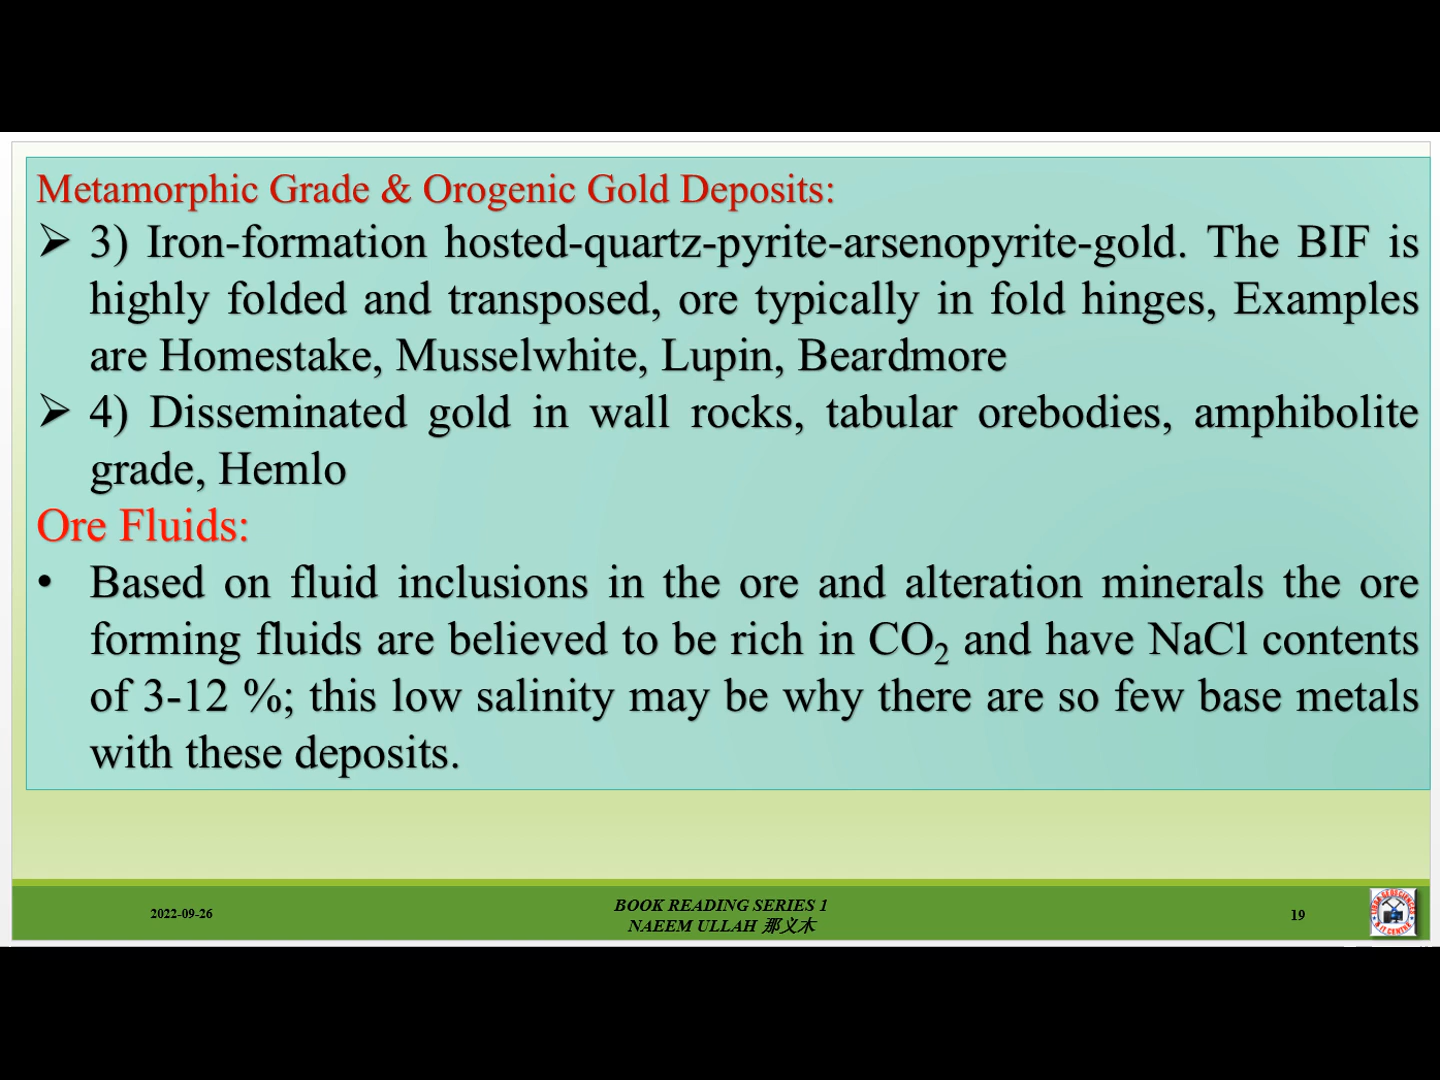 Metamorphic Grade & Orogenic Gold Deposits:
➢ 3) Iron-formation hosted-quartz-pyrite-arsenopyrite-gold. The BIF is
highly folded and transposed, ore typically in fold hinges, Examples
are Homestake, Musselwhite, Lupin, Beardmore
➢ 4) Disseminated gold in wall rocks, tabular orebodies, amphibolite
grade, Hemlo
Ore Fluids:
• Based on fluid inclusions in the ore and alteration minerals the ore
forming fluids are believed to be rich in CO₂ and have NaCl contents
of 3-12 %; this low salinity may be why there are so few base metals
with these deposits.
2022-09-26
BOOK READING SERIES 1
NAEEM ULLAH 那义木
19
& IT CENTRE